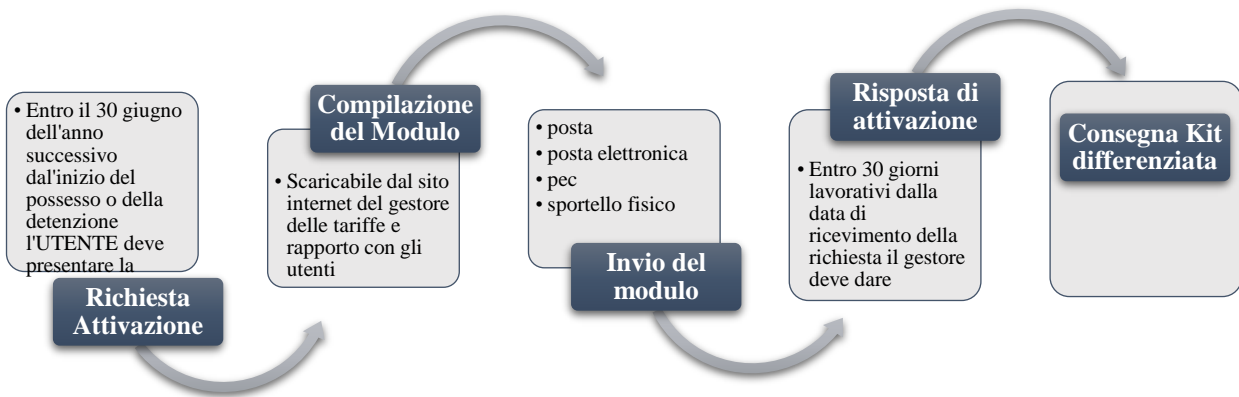 • Entro il 30 giugno
dell'anno
successivo
dal'inizio del
possesso o della
detenzione
l'UTENTE deve
presentare la
Richiesta
Attivazione
Compilazione
del Modulo
• Scaricabile dal sito
internet del gestore
delle tariffe e
rapporto con gli
utenti
• posta
• posta elettronica
• pec
• sportello fisico
Invio del
modulo
Risposta di
attivazione
• Entro 30 giorni
lavorativi dalla
data di
ricevimento della
richiesta il gestore
deve dare
Consegna Kit
differenziata